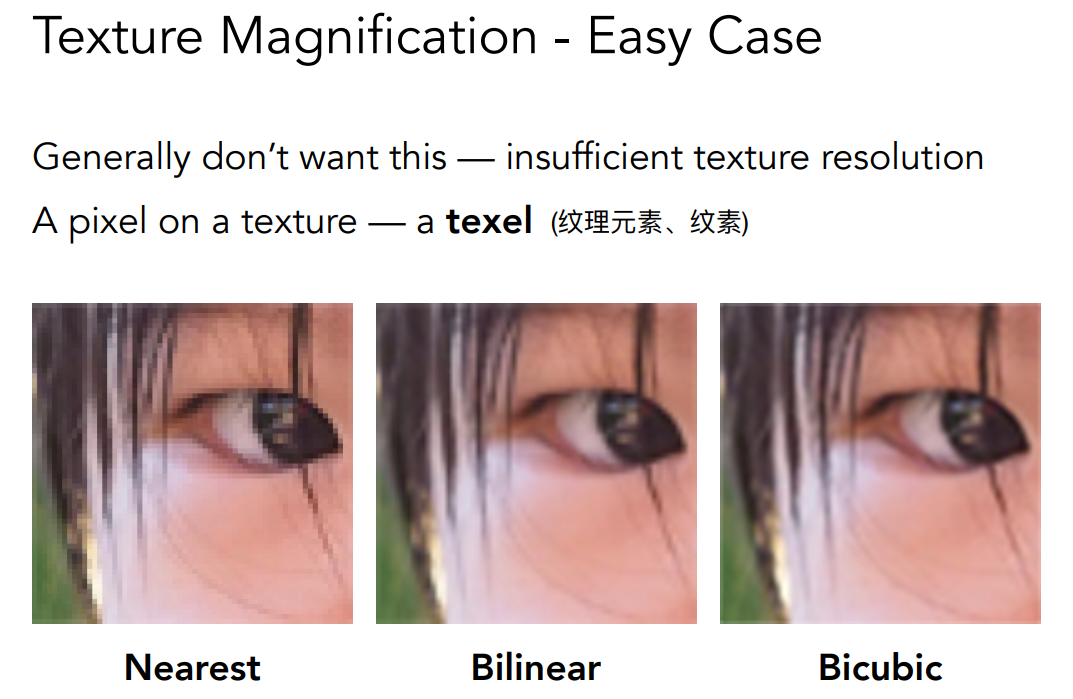 Texture Magnification - Easy Case
Generally don’t want this — insufficient texture resolution
A pixel on a texture — a texel (纹理元素、纹素)
Nearest
Bilinear
Bicubic